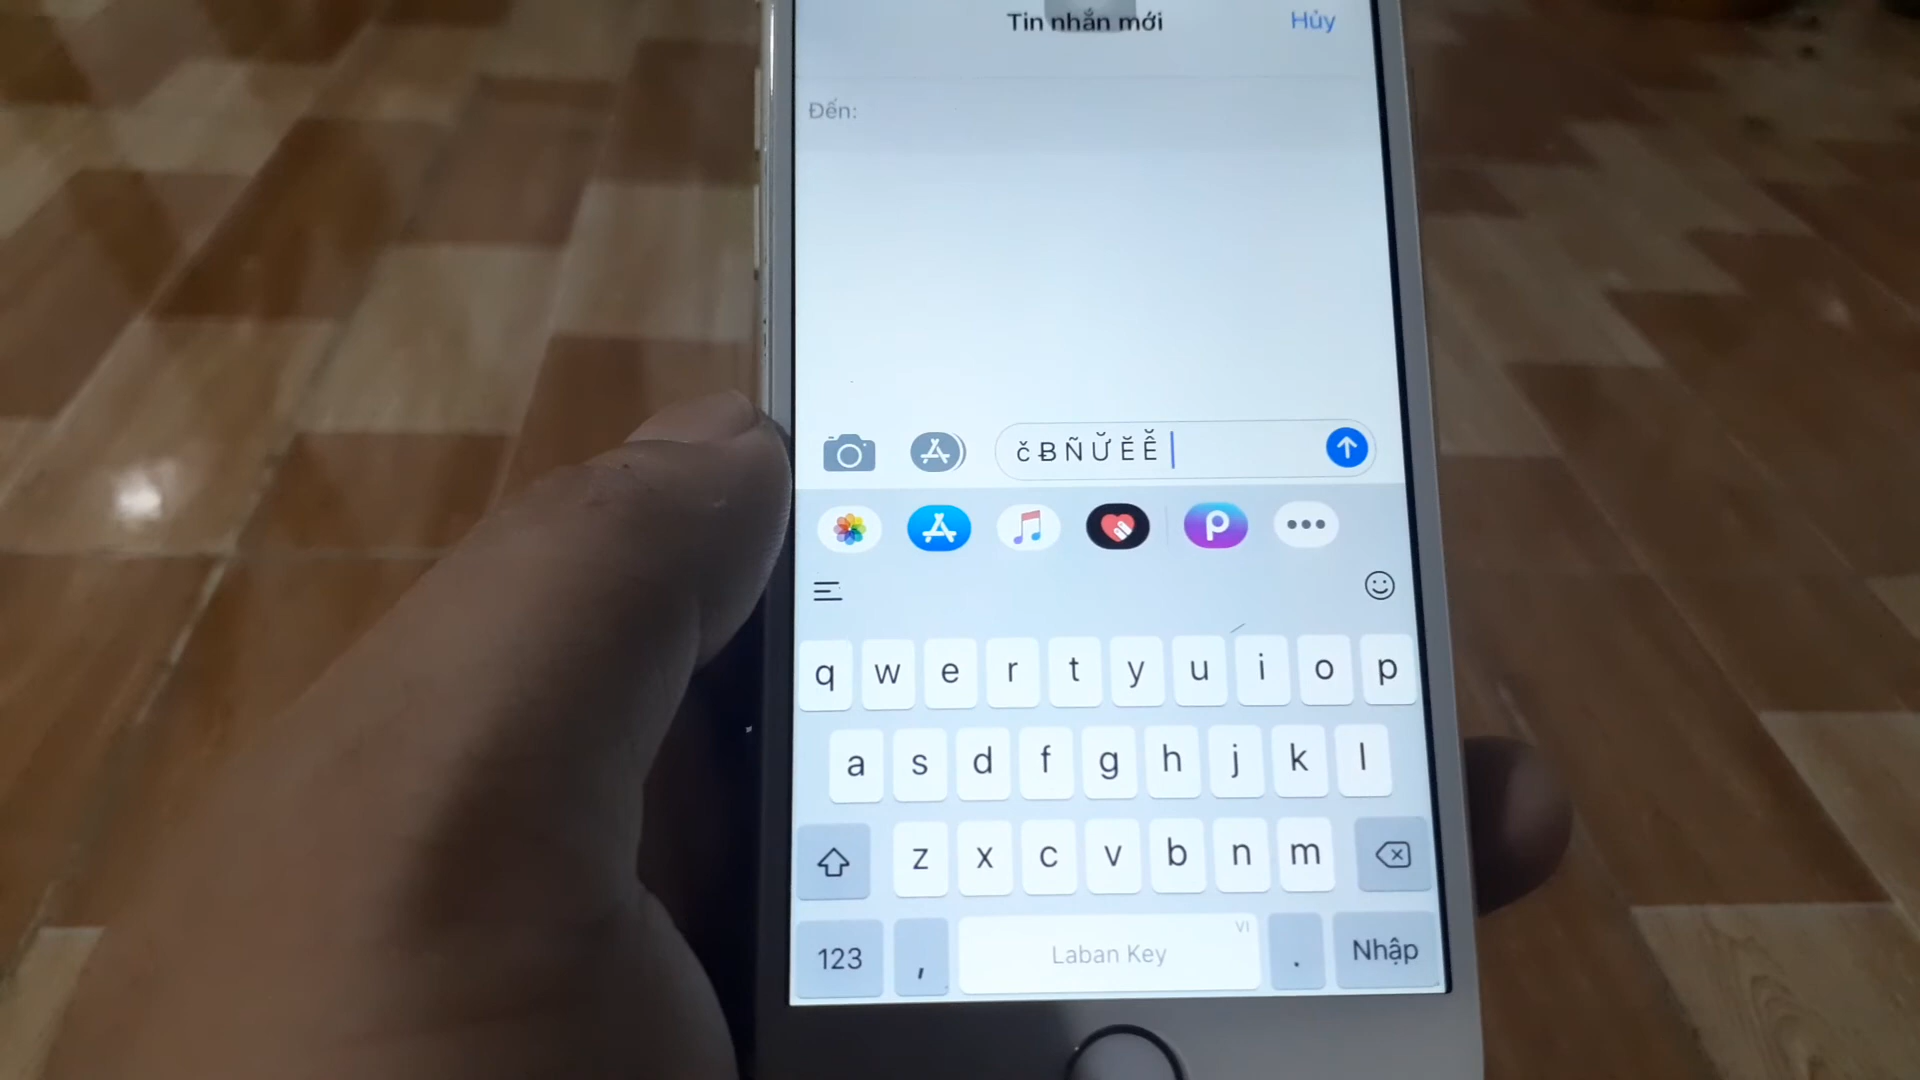 Tin nhắn mới Hủy
Đến:
č Ƀ Ñ Ư̆ Ĕ Ê̆
q w e r t y u i o p
a s d f g h j k l
z x c v b n m
123 , Laban Key VI . Nhập